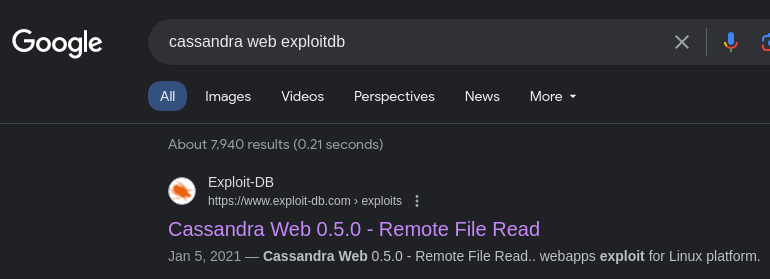 Google
cassandra web exploitdb
All Images Videos Perspectives News More
About 7,940 results (0.21 seconds)
Exploit-DB
https://www.exploit-db.com › exploits
Cassandra Web 0.5.0 - Remote File Read
Jan 5, 2021 — Cassandra Web 0.5.0 - Remote File Read.. webapps exploit for Linux platform.